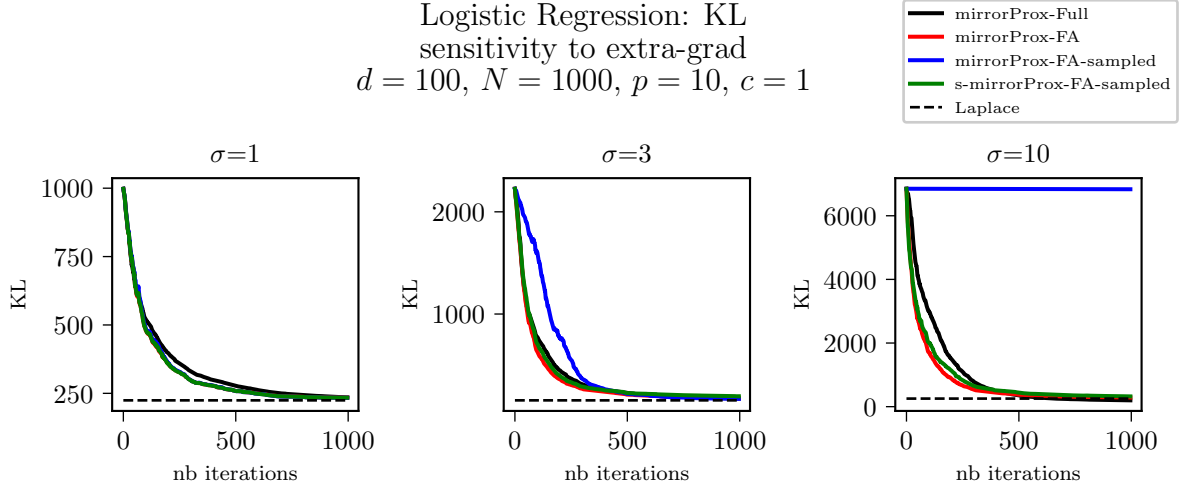 Logistic Regression: KL
sensitivity to extra-grad
d = 100, N = 1000, p = 10, c = 1
mirrorProx-Full
mirrorProx-FA
mirrorProx-FA-sampled
s-mirrorProx-FA-sampled
Laplace
σ=1
1000
750
500
250
KL
0
500
1000
nb iterations
σ=3
2000
1000
KL
0
500
1000
nb iterations
σ=10
6000
4000
2000
0
KL
0
500
1000
nb iterations